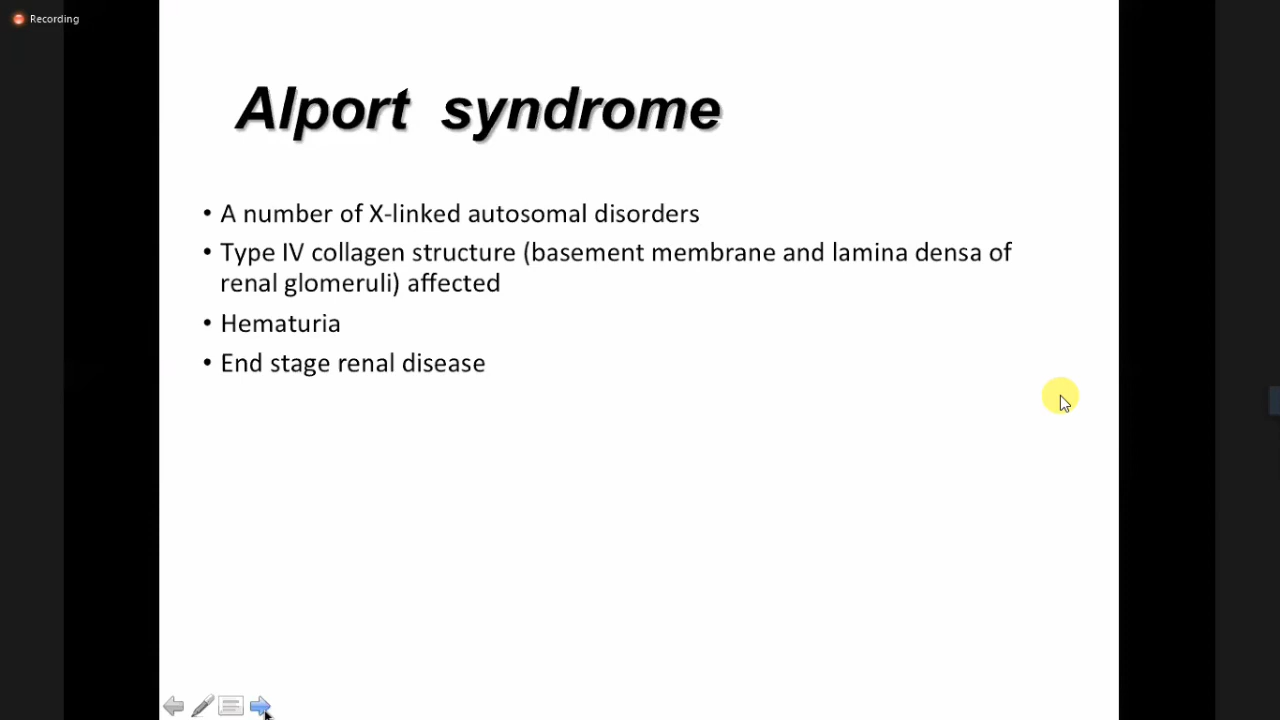 Recording
Alport syndrome
• A number of X-linked autosomal disorders
• Type IV collagen structure (basement membrane and lamina densa of
renal glomeruli) affected
• Hematuria
• End stage renal disease